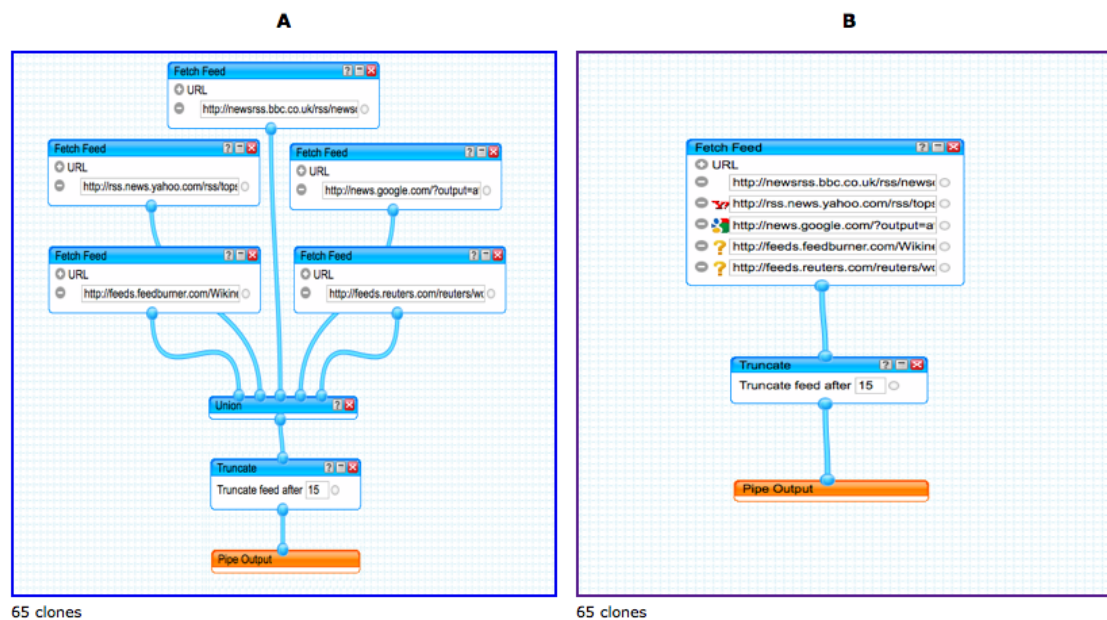 A
B
Fetch Feed
URL
http://newsrss.bbc.co.uk/rss/newso
Fetch Feed
URL
http://rss.news.yahoo.com/rss/tops
Fetch Feed
URL
http://news.google.com/?output=a
Fetch Feed
URL
http://feeds.feedburner.com/Wikine
Fetch Feed
URL
http://feeds.reuters.com/reuters/wo
Union
Truncate
Truncate feed after 15
Pipe Output
65 clones
Fetch Feed
URL
http://newsrss.bbc.co.uk/rss/newso
http://rss.news.yahoo.com/rss/tops
http://news.google.com/?output=a
http://feeds.feedburner.com/Wikine
http://feeds.reuters.com/reuters/wo
Truncate
Truncate feed after 15
Pipe Output
65 clones